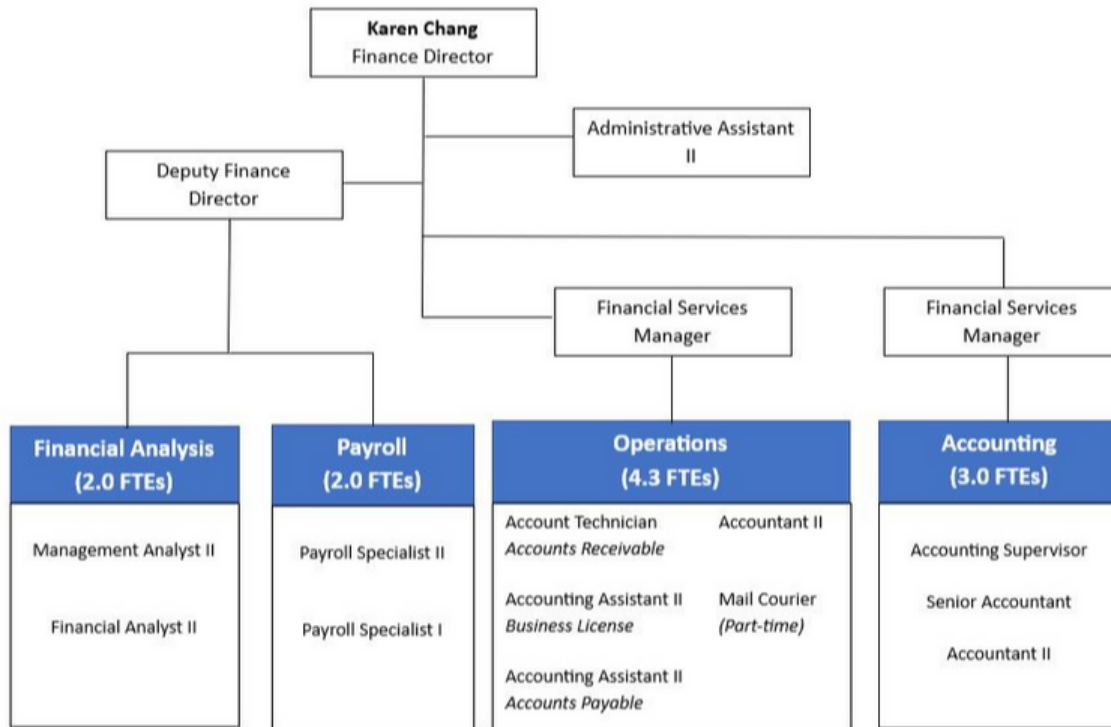 Karen Chang
Finance Director
Administrative Assistant
II
Deputy Finance
Director
Financial Services
Manager
Financial Services
Manager
Financial Analysis
(2.0 FTEs)
Management Analyst II
Financial Analyst II
Payroll
(2.0 FTEs)
Payroll Specialist II
Payroll Specialist I
Operations
(4.3 FTEs)
Account Technician
Accounts Receivable
Accounting Assistant II
Business License
Accounting Assistant II
Accounts Payable
Accountant II
Mail Courier
(Part-time)
Accounting
(3.0 FTEs)
Accounting Supervisor
Senior Accountant
Accountant II